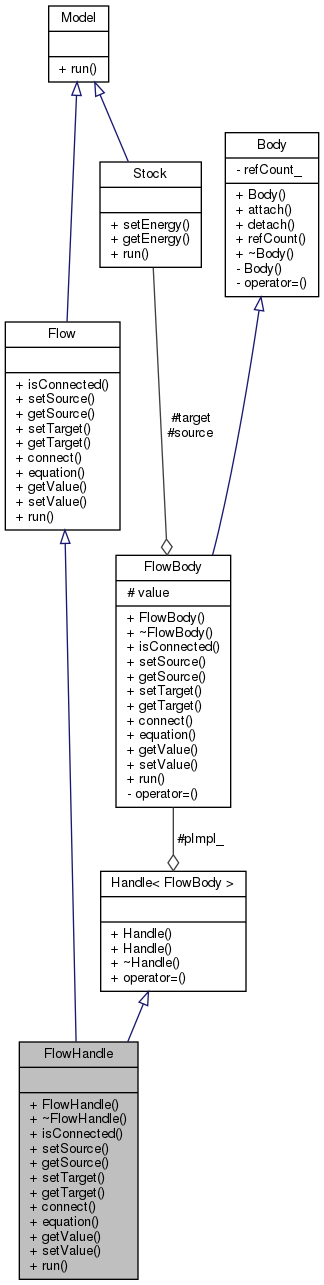 Model
+ run()
Stock
+ setEnergy()
+ getEnergy()
+ run()
Body
- refCount_
+ Body()
+ attach()
+ detach()
+ refCount()
+ ~Body()
- Body()
- operator=()
Flow
+ isConnected()
+ setSource()
+ getSource()
+ setTarget()
+ getTarget()
+ connect()
+ equation()
+ getValue()
+ setValue()
+ run()
#target
#source
FlowBody
# value
+ FlowBody()
+ ~FlowBody()
+ isConnected()
+ setSource()
+ getSource()
+ setTarget()
+ getTarget()
+ connect()
+ equation()
+ getValue()
+ setValue()
+ run()
- operator=()
#pImpl_
Handle< FlowBody >
+ Handle()
+ Handle()
+ ~Handle()
+ operator=()
FlowHandle
+ FlowHandle()
+ ~FlowHandle()
+ isConnected()
+ setSource()
+ getSource()
+ setTarget()
+ getTarget()
+ connect()
+ equation()
+ getValue()
+ setValue()
+ run()